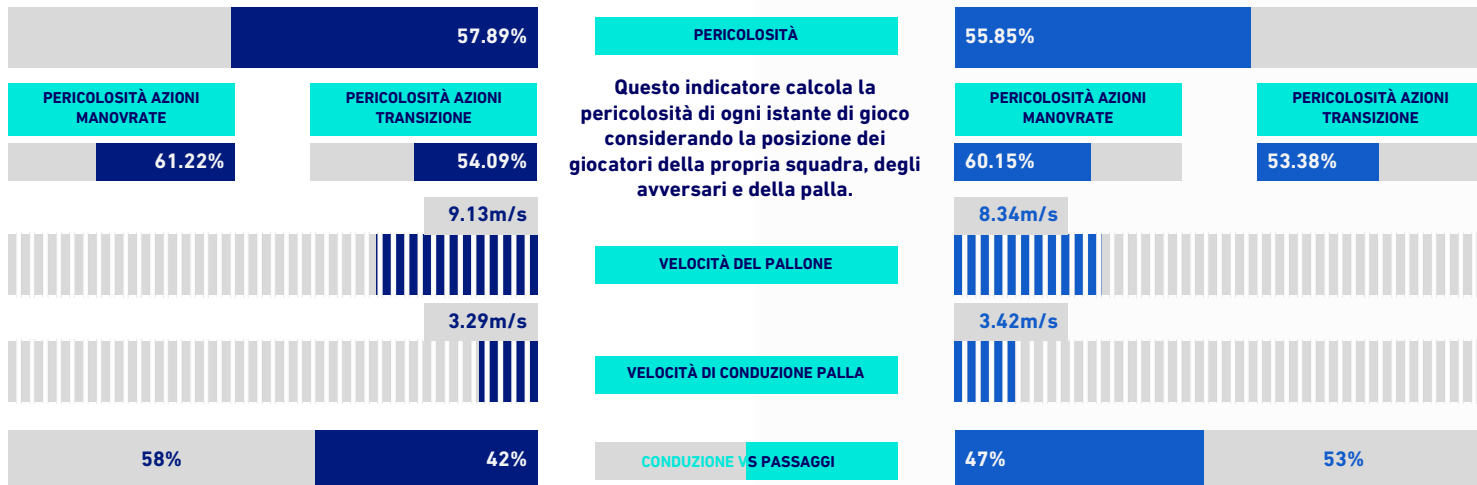 57.89%
PERICOLOSITÀ
55.85%
PERICOLOSITÀ AZIONI
MANOVRATE
PERICOLOSITÀ AZIONI
TRANSIZIONE
Questo indicatore calcola la
pericolosità di ogni istante di gioco
considerando la posizione dei
giocatori della propria squadra, degli
avversari e della palla.
PERICOLOSITÀ AZIONI
MANOVRATE
PERICOLOSITÀ AZIONI
TRANSIZIONE
61.22%
54.09%
60.15%
53.38%
9.13m/s
8.34m/s
VELOCITÀ DEL PALLONE
3.29m/s
3.42m/s
VELOCITÀ DI CONDUZIONE PALLA
58%
42%
CONDUZIONE VS PASSAGGI
47%
53%